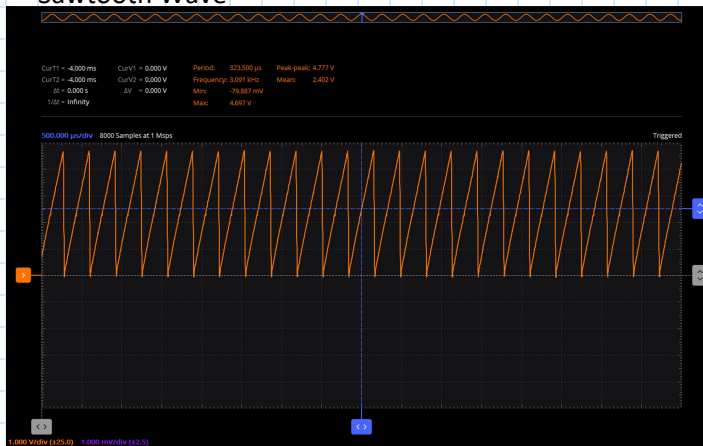 Sawtooth Wave
CurT1 = -4.000 ms CurV1 = 0.000 V Period: 323.500 µs Peak-peak: 4.777 V
CurT2 = -4.000 ms CurV2 = 0.000 V Frequency: 3.091 kHz Mean: 2.402 V
Δt = 0.000 s ΔV = 0.000 V Min: -79.887 mV
1/Δt = Infinity Max: 4.697 V
500.000 µs/div 8000 Samples at 1 Msps Triggered
1.000 V/div (±25.0) 1.000 mV/div (±2.5)